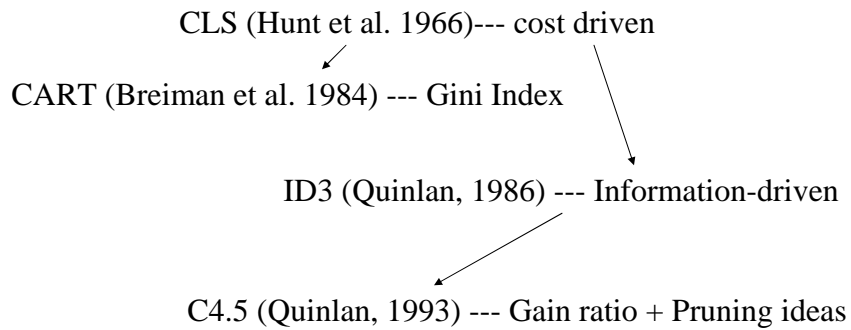 CLS (Hunt et al. 1966)--- cost driven
CART (Breiman et al. 1984) --- Gini Index
ID3 (Quinlan, 1986) --- Information-driven
C4.5 (Quinlan, 1993) --- Gain ratio + Pruning ideas